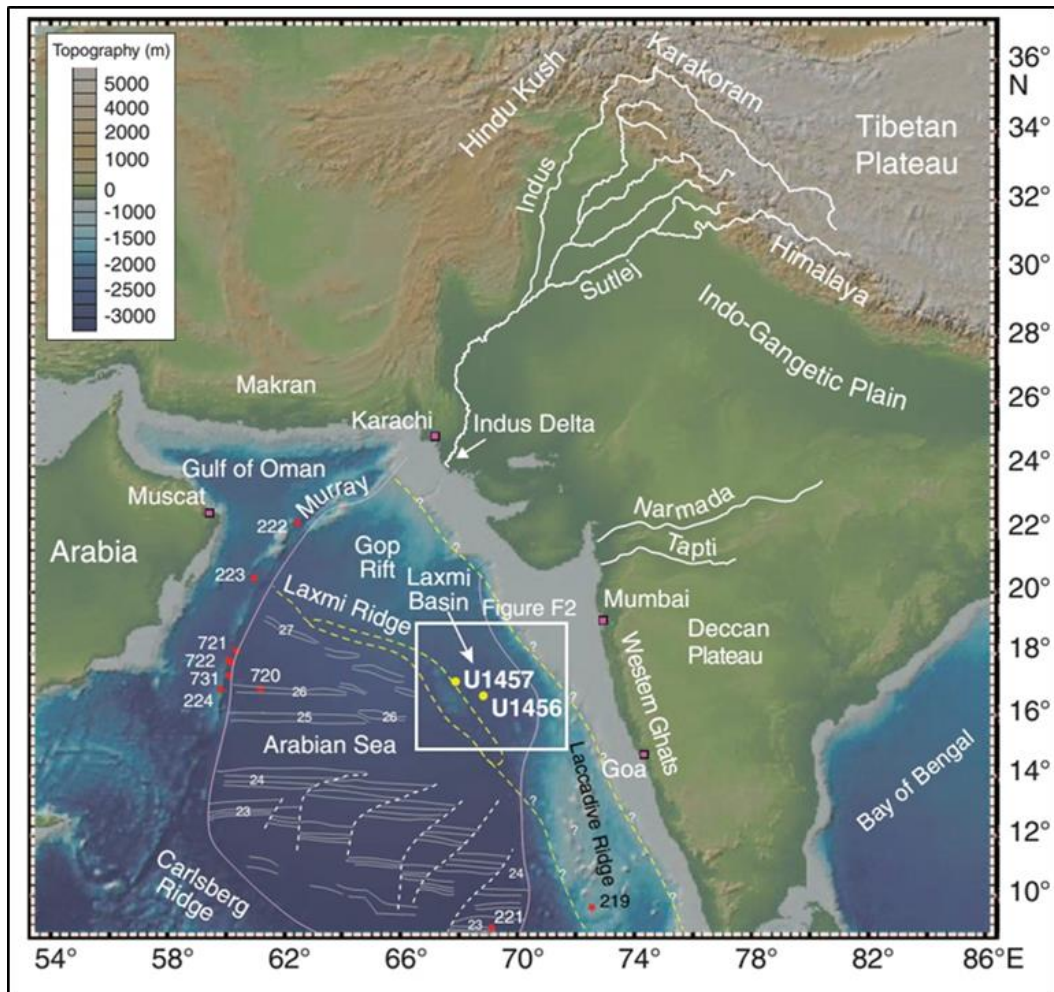 Topography (m)
5000
4000
2000
1000
0
-1000
-1500
-2000
-2500
-3000
Hindu Kush
Karakoram
Tibetan
Plateau
Indus
Sutlej
Himalaya
Indo-Gangetic Plain
Makran
Karachi
Indus Delta
Gulf of Oman
Muscat
Murray
222
Arabia
223
Gop
Rift
Laxmi
Basin
Figure F2
Laxmi Ridge
Narmada
Tapti
Mumbai
Deccan
Plateau
Western Ghats
27
721
722
731
720
224
26
25
26
U1457
U1456
Arabian Sea
Goa
Laccadive Ridge
Bay of Bengal
24
23
24
Carlsberg
Ridge
23
221
219
? ? ? ? ? ? ? ? ?
36°
N
34°
32°
30°
28°
26°
24°
22°
20°
18°
16°
14°
12°
10°
54°
58°
62°
66°
70°
74°
78°
82°
86°E